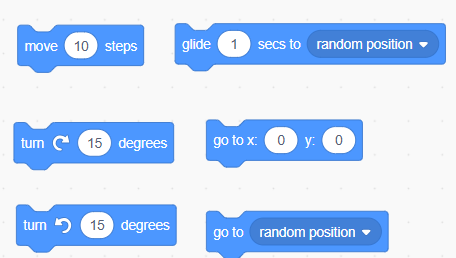 move 10 steps
glide 1 secs to random position
turn 15 degrees
go to x: 0 y: 0
turn 15 degrees
go to random position